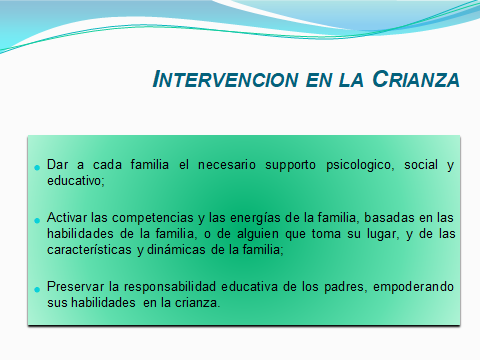 INTERVENCION EN LA CRIANZA
Dar a cada familia el necesario supporto psicologico, social y
educativo;
Activar las competencias y las energías de la familia, basadas en las
habilidades de la familia, o de alguien que toma su lugar, y de las
características y dinámicas de la familia;
Preservar la responsabilidad educativa de los padres, empoderando
sus habilidades en la crianza.